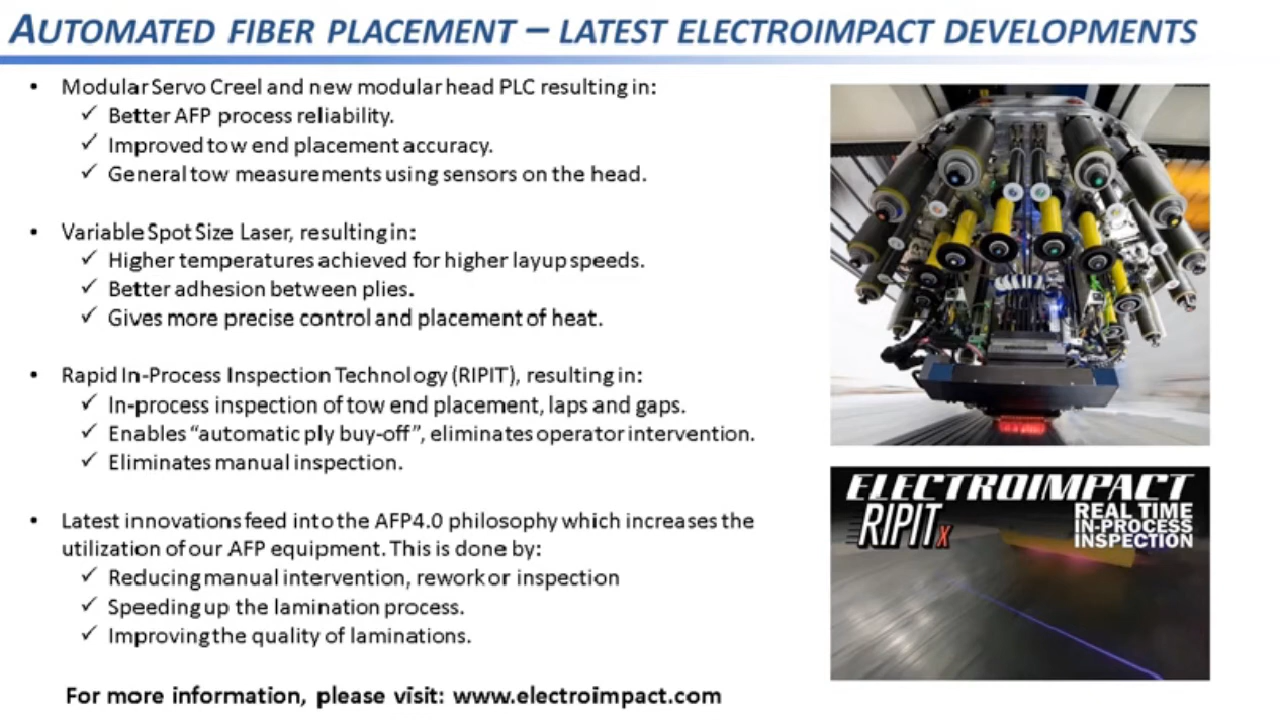 AUTOMATED FIBER PLACEMENT – LATEST ELECTROIMPACT DEVELOPMENTS
• Modular Servo Creel and new modular head PLC resulting in:
✓ Better AFP process reliability.
✓ Improved tow end placement accuracy.
✓ General tow measurements using sensors on the head.
• Variable Spot Size Laser, resulting in:
✓ Higher temperatures achieved for higher layup speeds.
✓ Better adhesion between plies.
✓ Gives more precise control and placement of heat.
• Rapid In-Process Inspection Technology (RIPIT), resulting in:
✓ In-process inspection of tow end placement, laps and gaps.
✓ Enables “automatic ply buy-off”, eliminates operator intervention.
✓ Eliminates manual inspection.
• Latest innovations feed into the AFP4.0 philosophy which increases the
utilization of our AFP equipment. This is done by:
✓ Reducing manual intervention, rework or inspection
✓ Speeding up the lamination process.
✓ Improving the quality of laminations.
For more information, please visit: www.electroimpact.com
ELECTROIMPACT
RIPITx
REAL TIME
IN-PROCESS
INSPECTION